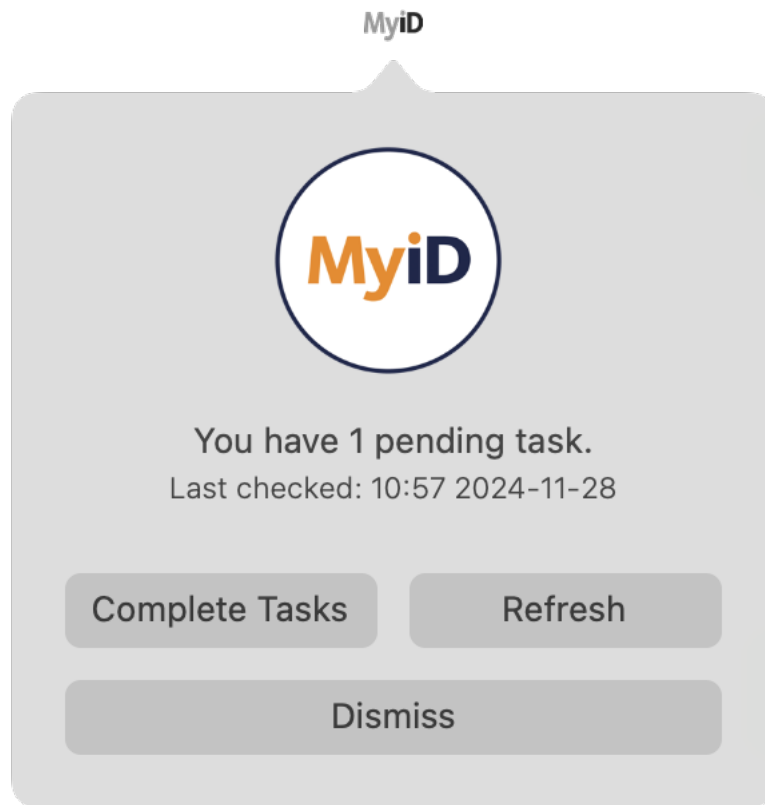 MyiD
MyiD
You have 1 pending task.
Last checked: 10:57 2024-11-28
Complete Tasks
Refresh
Dismiss